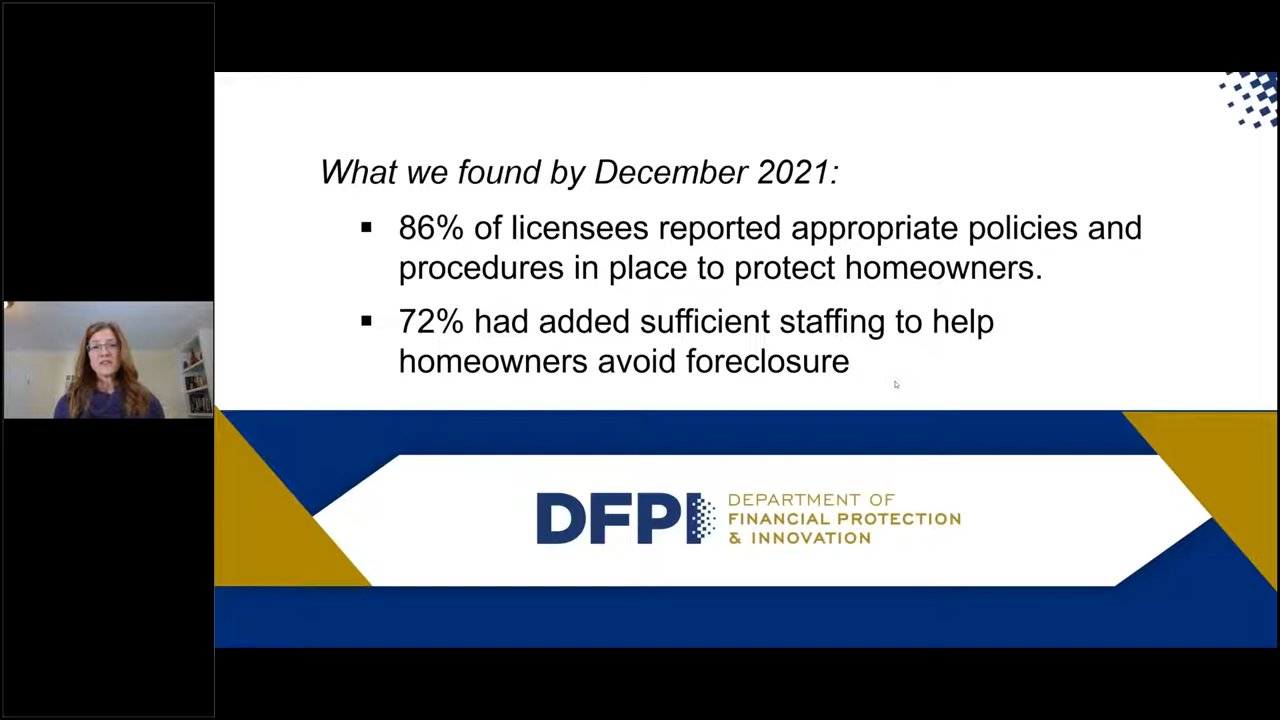 What we found by December 2021:
▪ 86% of licensees reported appropriate policies and
procedures in place to protect homeowners.
▪ 72% had added sufficient staffing to help
homeowners avoid foreclosure
DFPI
DEPARTMENT OF
FINANCIAL PROTECTION
& INNOVATION